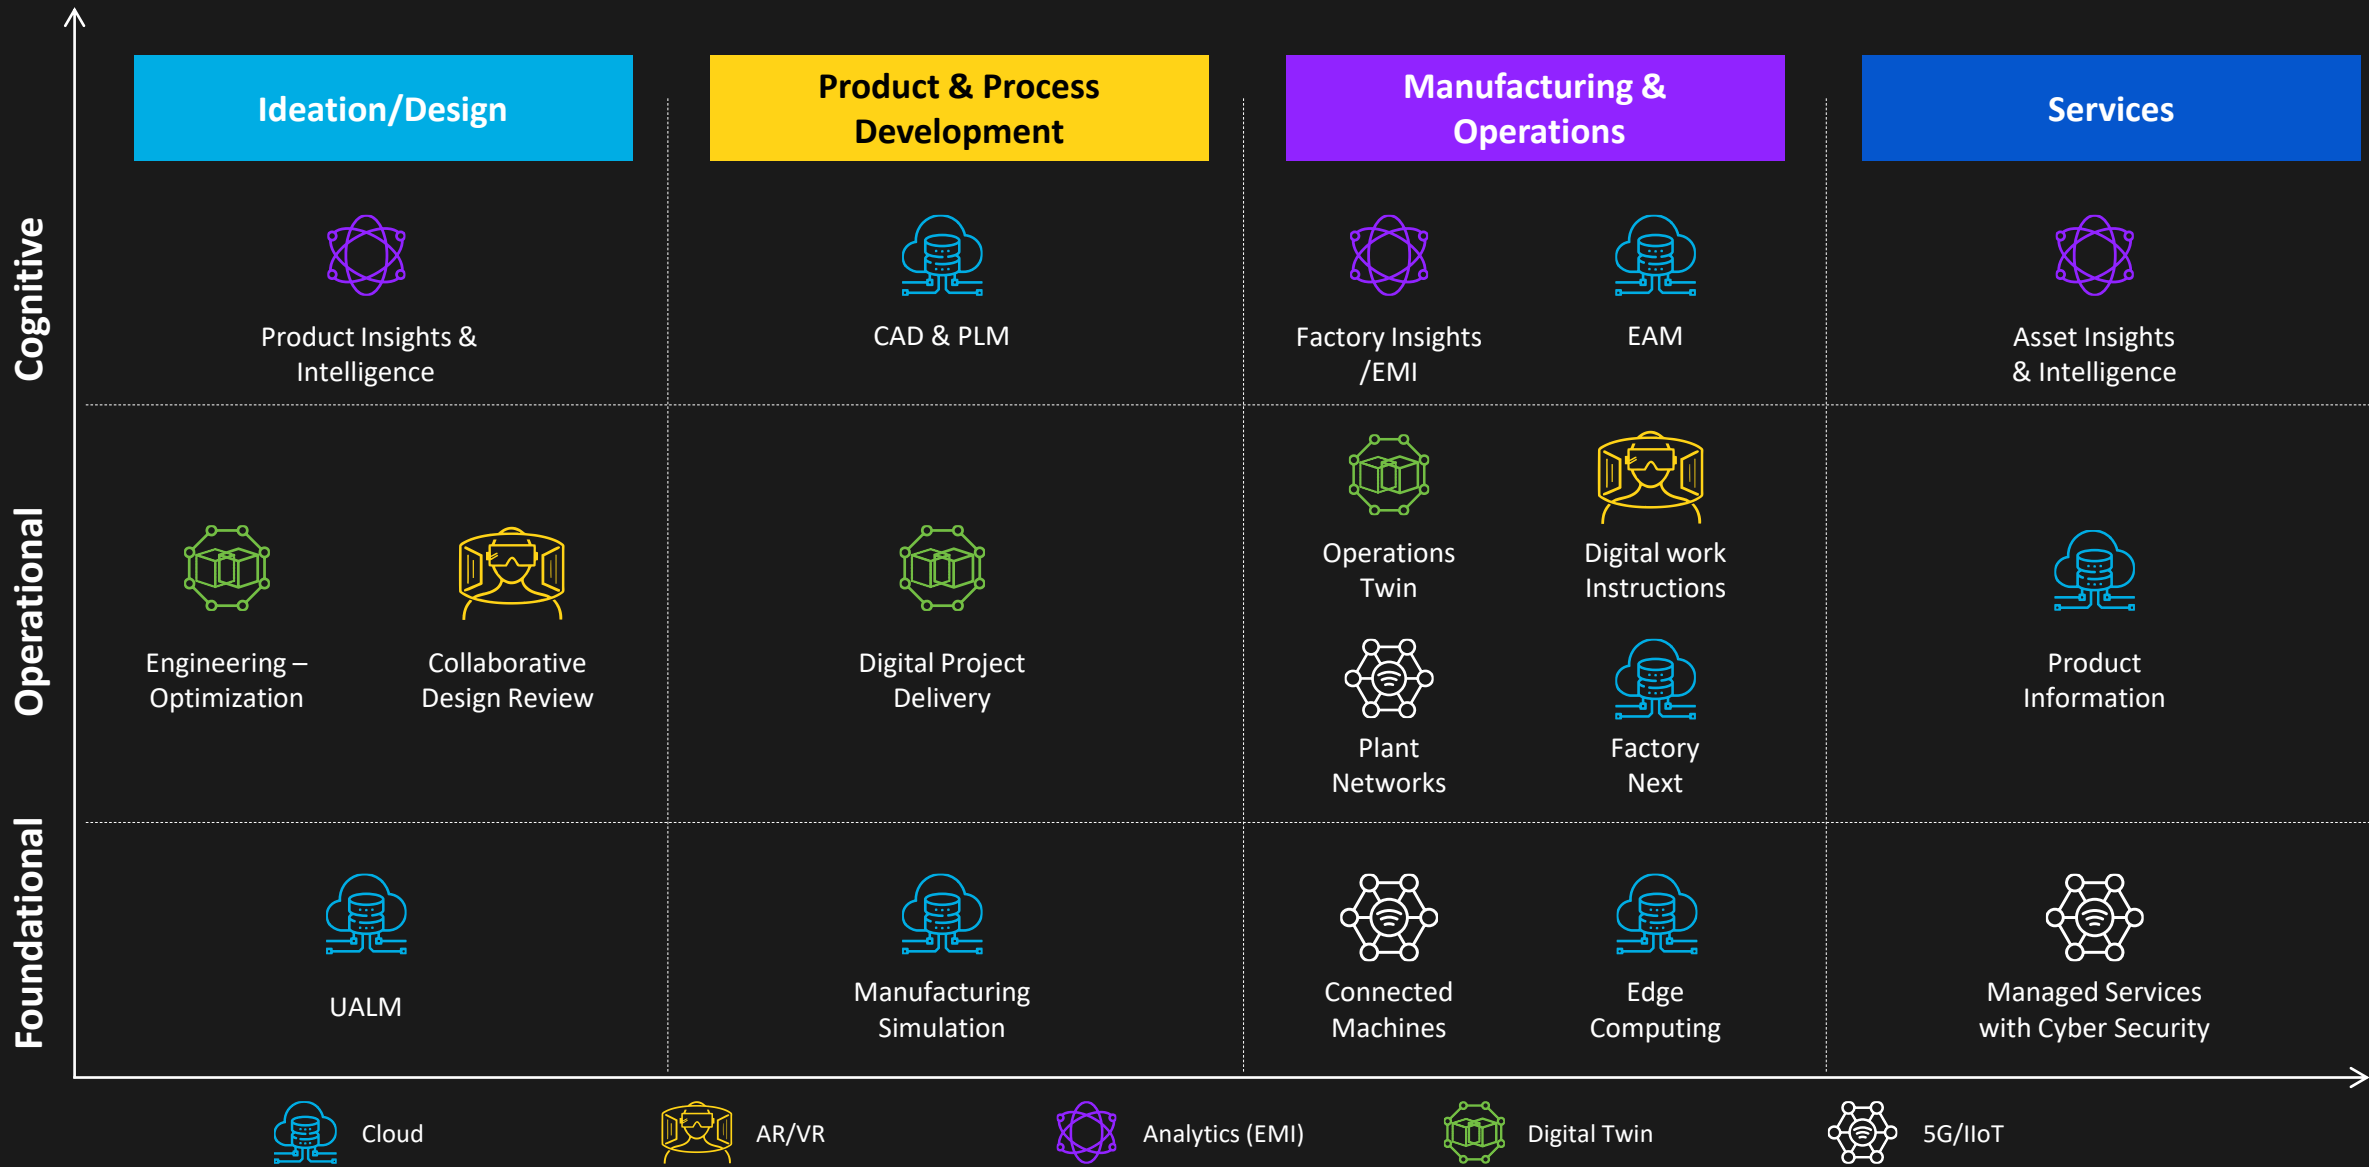 Ideation/Design
Product & Process
Development
Manufacturing &
Operations
Services
Cognitive
Product Insights &
Intelligence
CAD & PLM
Factory Insights
/EMI
EAM
Asset Insights
& Intelligence
Operational
Engineering –
Optimization
Collaborative
Design Review
Digital Project
Delivery
Operations
Twin
Digital work
Instructions
Plant
Networks
Factory
Next
Product
Information
Foundational
UALM
Manufacturing
Simulation
Connected
Machines
Edge
Computing
Managed Services
with Cyber Security
Cloud
AR/VR
Analytics (EMI)
Digital Twin
5G/IIoT